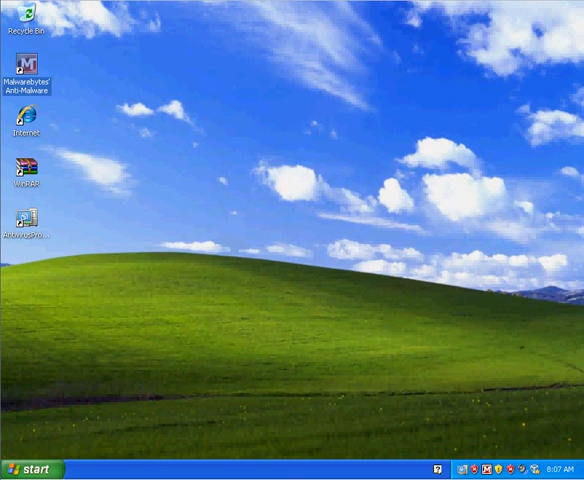 Recycle Bin
Malwarebytes'
Anti-Malware
Internet
WinRAR
AntivirusPro...
start
8:07 AM